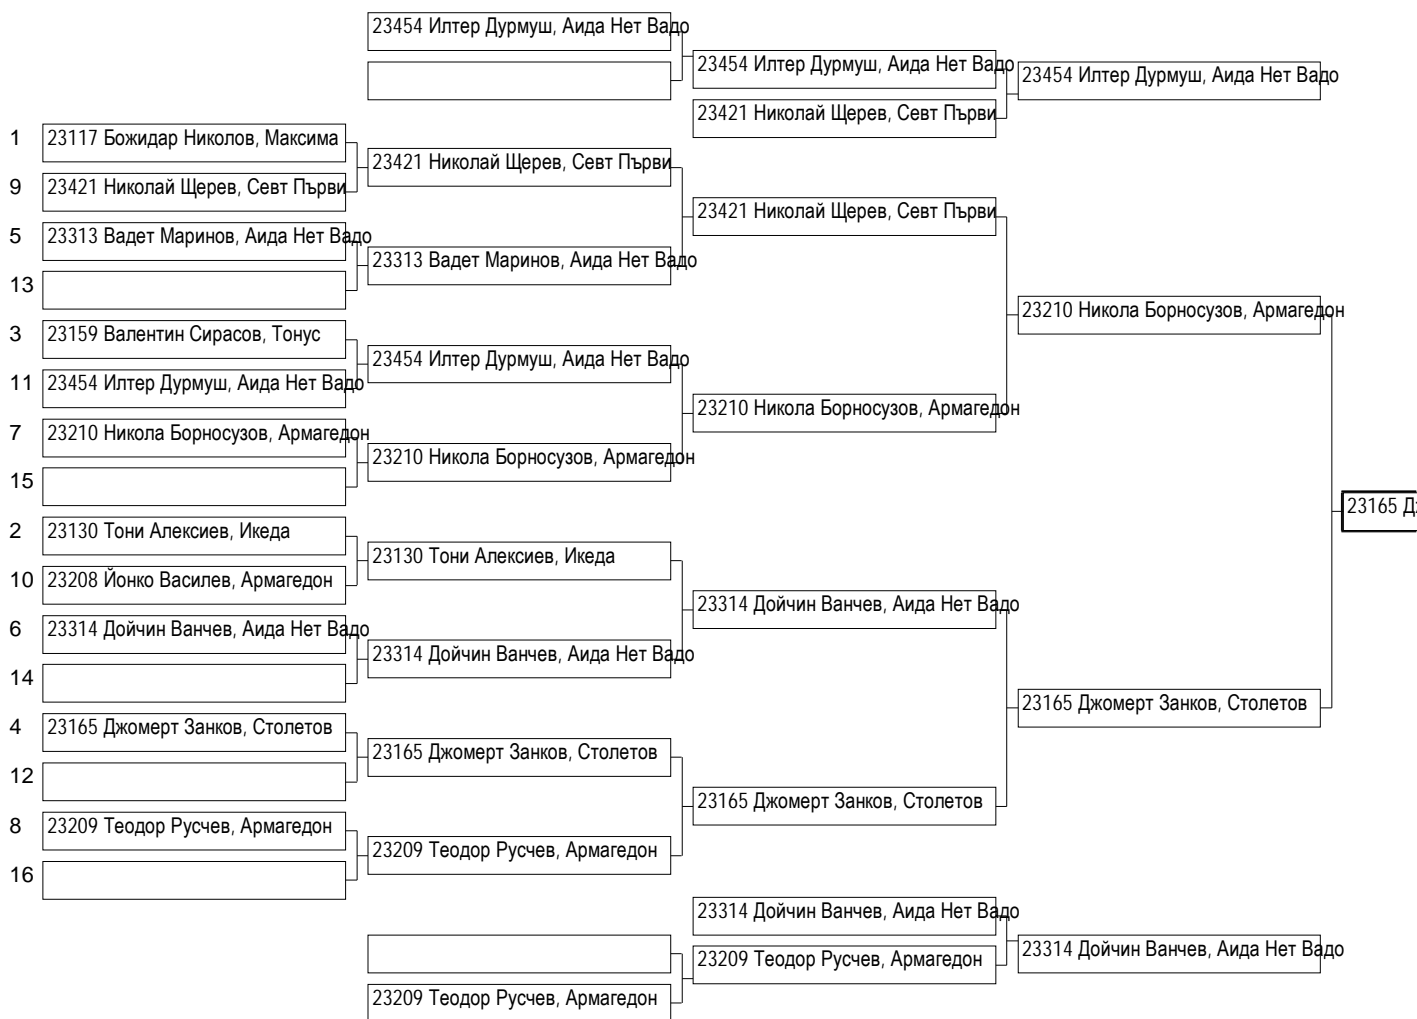 23454 Илтер Дурмуш, Аида Нет Вадо
23454 Илтер Дурмуш, Аида Нет Вадо
23454 Илтер Дурмуш, Аида Нет Вадо
23421 Николай Щерев, Севт Първи
1 23117 Божидар Николов, Максима
23421 Николай Щерев, Севт Първи
9 23421 Николай Щерев, Севт Първи
23421 Николай Щерев, Севт Първи
5 23313 Вадет Маринов, Аида Нет Вадо
23313 Вадет Маринов, Аида Нет Вадо
13
23210 Никола Борносузов, Армагедон
3 23159 Валентин Сирасов, Тонус
23454 Илтер Дурмуш, Аида Нет Вадо
11 23454 Илтер Дурмуш, Аида Нет Вадо
23210 Никола Борносузов, Армагедон
7 23210 Никола Борносузов, Армагедон
23210 Никола Борносузов, Армагедон
15
23165
2 23130 Тони Алексиев, Икеда
23130 Тони Алексиев, Икеда
10 23208 Йонко Василев, Армагедон
23314 Дойчин Ванчев, Аида Нет Вадо
6 23314 Дойчин Ванчев, Аида Нет Вадо
23314 Дойчин Ванчев, Аида Нет Вадо
14
23165 Джомерт Занков, Столетов
4 23165 Джомерт Занков, Столетов
23165 Джомерт Занков, Столетов
12
23165 Джомерт Занков, Столетов
8 23209 Теодор Русчев, Армагедон
23209 Теодор Русчев, Армагедон
16
23314 Дойчин Ванчев, Аида Нет Вадо
23314 Дойчин Ванчев, Аида Нет Вадо
23209 Теодор Русчев, Армагедон
23209 Теодор Русчев, Армагедон